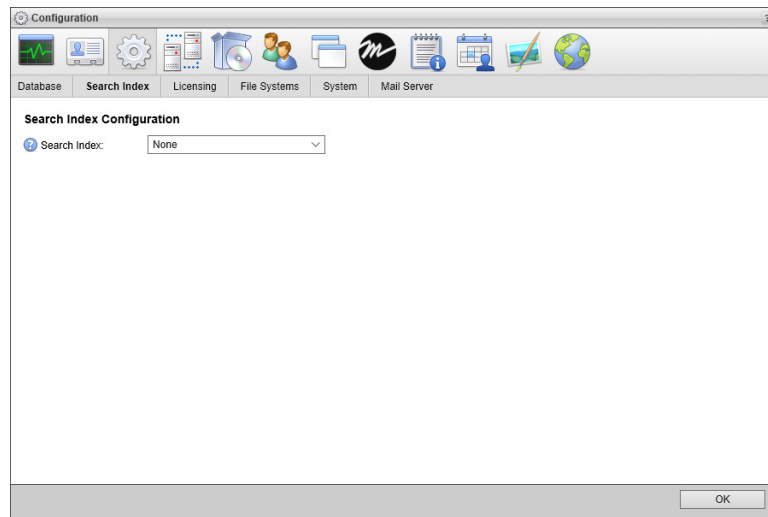 Configuration
Database Search Index Licensing File Systems System Mail Server
Search Index Configuration
Search Index: None
OK